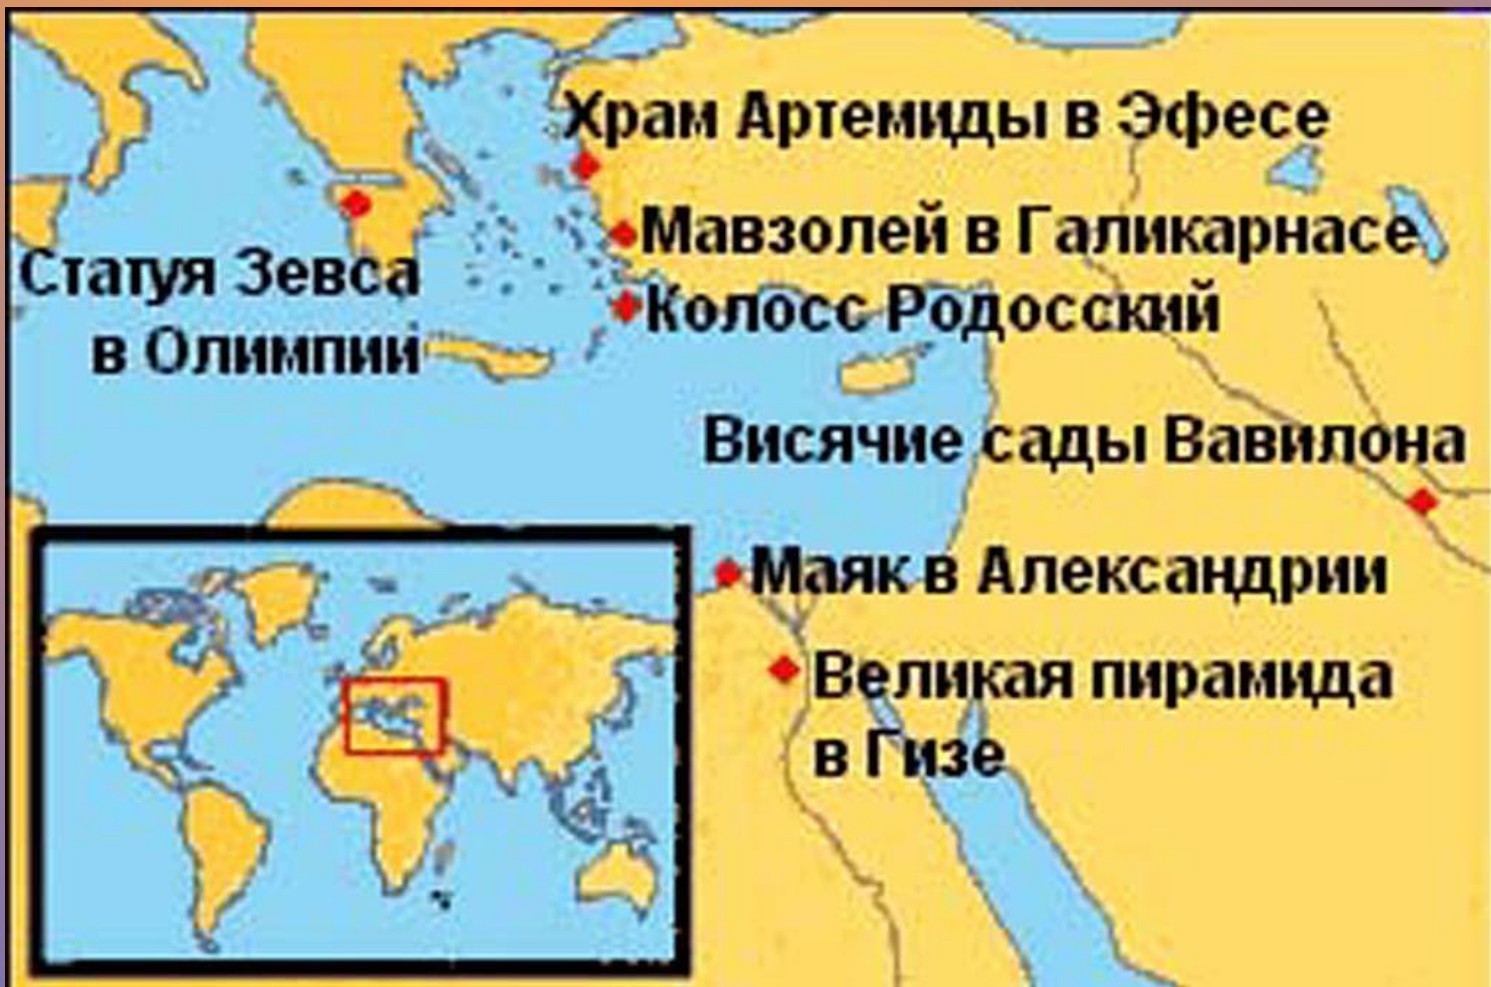 Храм Артемиды в Эфесе
Мавзолей в Галикарнасе
Статуя Зевса
в Олимпии
Колосс Родосский
Висячие сады Вавилона
Маяк в Александрии
Великая пирамида
в Гизе